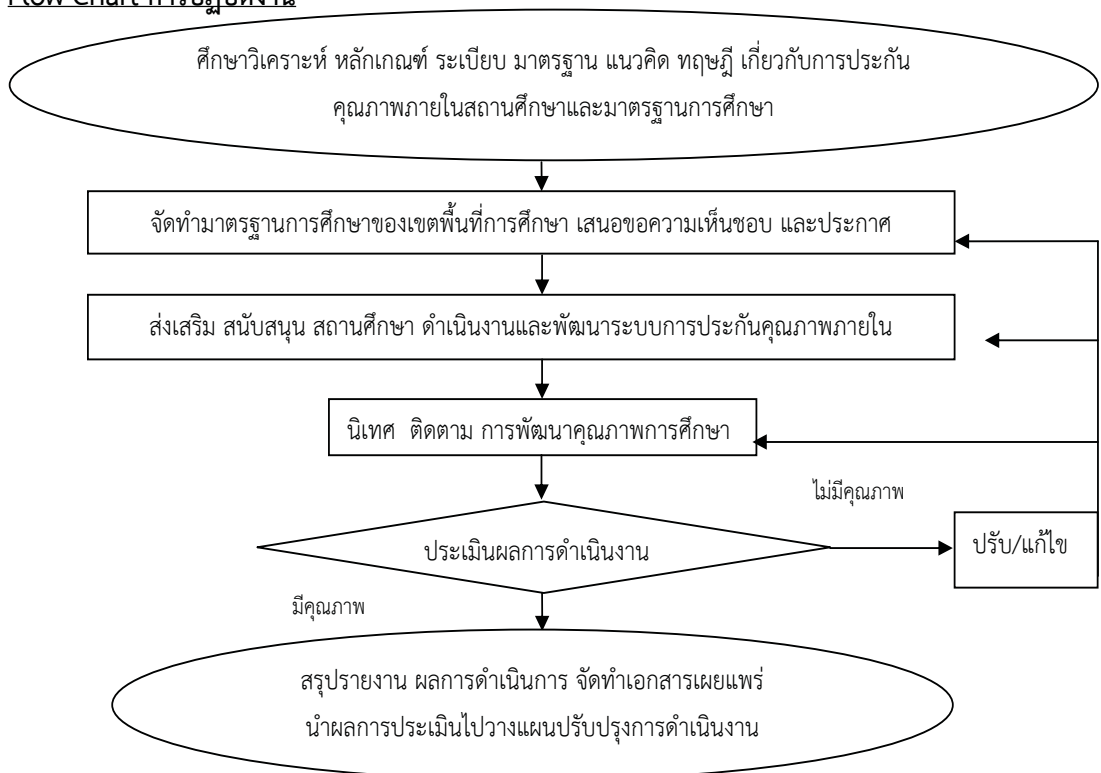 Flow Chart การปฏิบัติงาน
ศึกษาวิเคราะห์ หลักเกณฑ์ ระเบียบ มาตรฐาน แนวคิด ทฤษฎี เกี่ยวกับการประกัน
คุณภาพภายในสถานศึกษาและมาตรฐานการศึกษา
จัดทำมาตรฐานการศึกษาของเขตพื้นที่การศึกษา เสนอขอความเห็นชอบ และประกาศ
ส่งเสริม สนับสนุน สถานศึกษา ดำเนินงานและพัฒนาระบบการประกันคุณภาพภายใน
นิเทศ ติดตาม การพัฒนาคุณภาพการศึกษา
ไม่มีคุณภาพ
ประเมินผลการดำเนินงาน
ปรับ/แก้ไข
มีคุณภาพ
สรุปรายงาน ผลการดำเนินการ จัดทำเอกสารเผยแพร่
นำผลการประเมินไปวางแผนปรับปรุงการดำเนินงาน